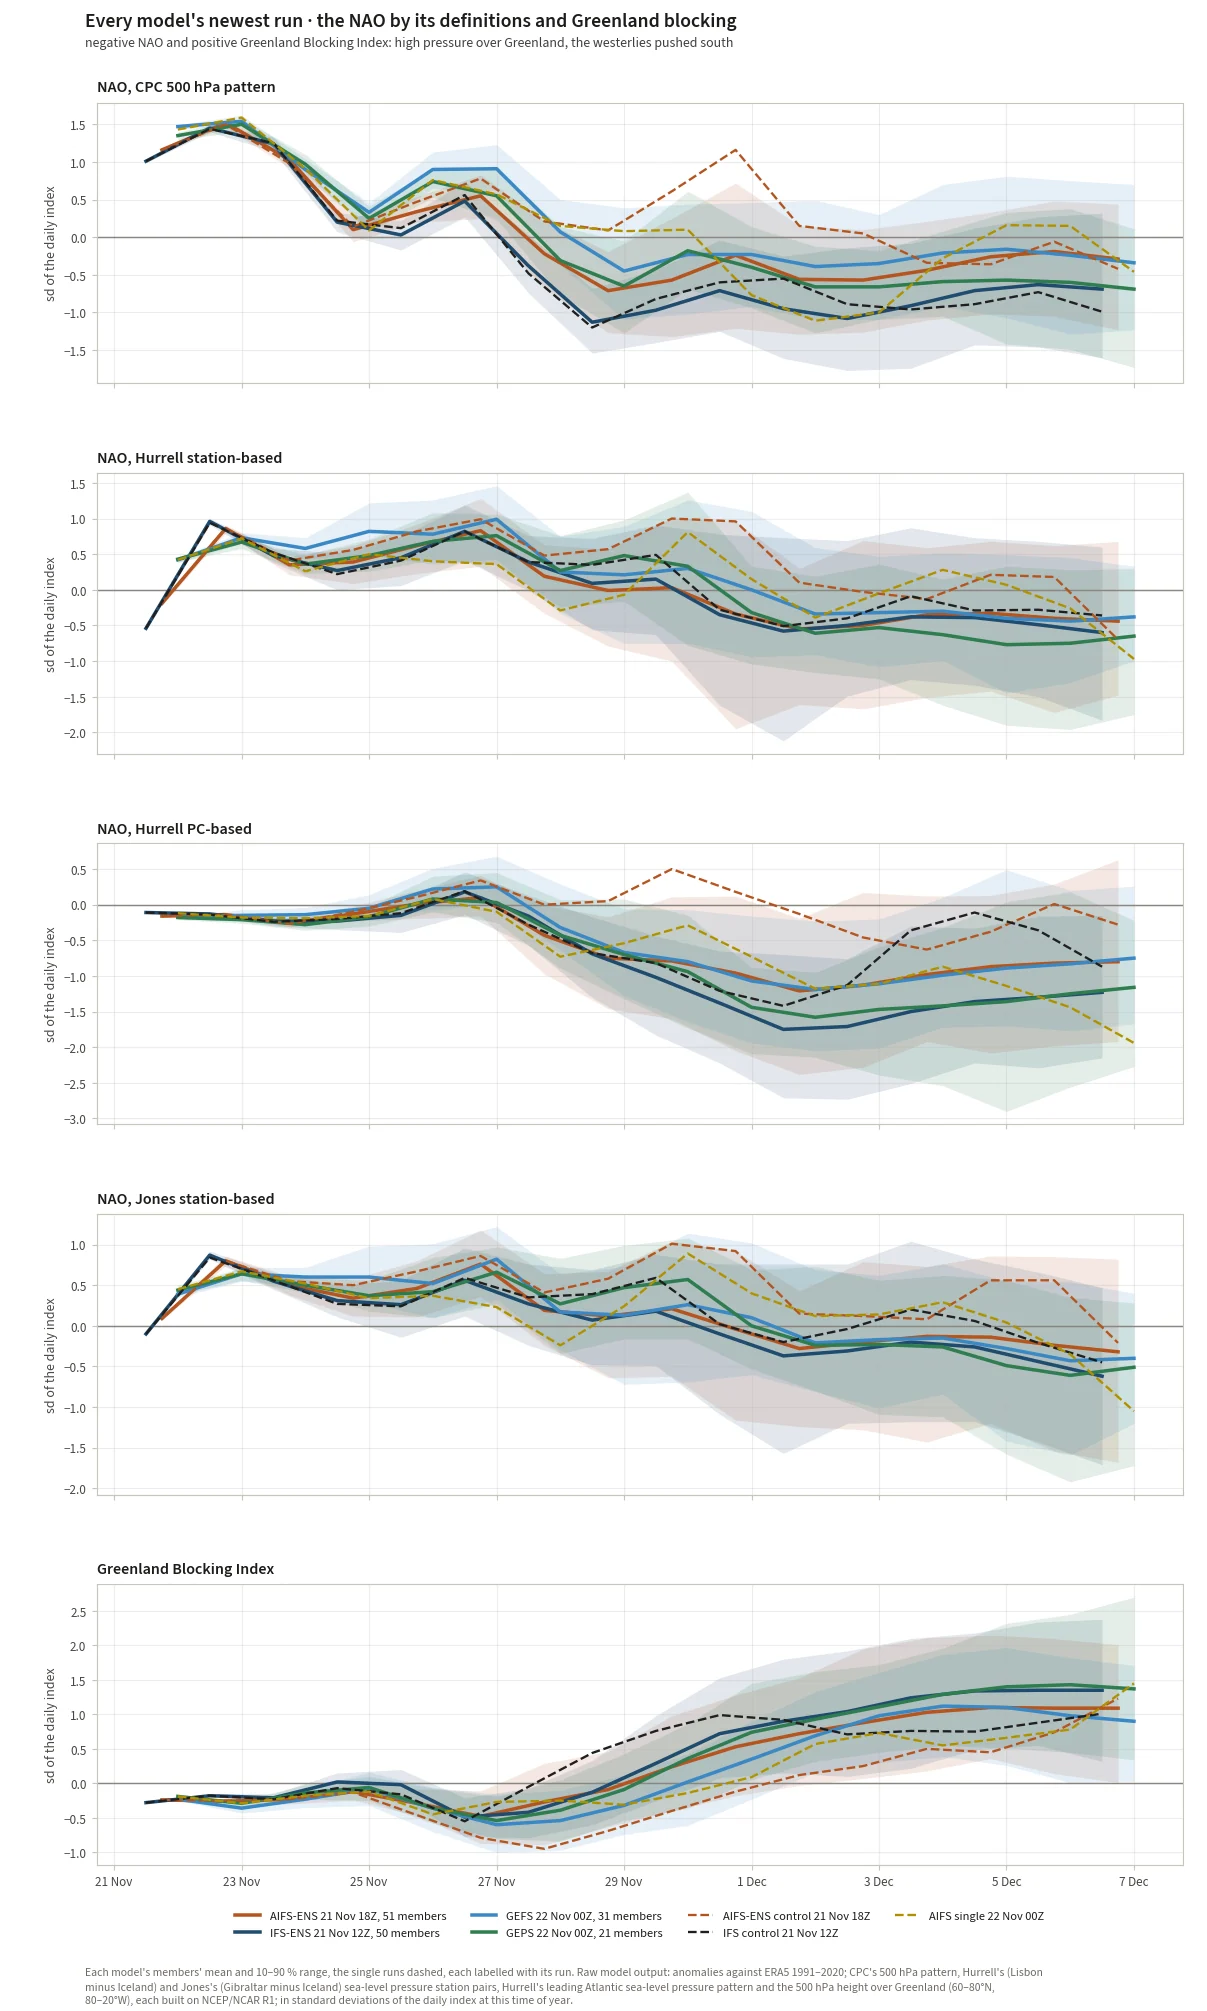 Every model's newest run · the NAO by its definitions and Greenland blocking
negative NAO and positive Greenland Blocking Index: high pressure over Greenland, the westerlies pushed south
NAO, CPC 500 hPa pattern
sd of the daily index
1.5
1.0
0.5
0.0
−0.5
−1.0
−1.5
NAO, Hurrell station-based
sd of the daily index
1.5
1.0
0.5
0.0
−0.5
−1.0
−1.5
−2.0
NAO, Hurrell PC-based
sd of the daily index
0.5
0.0
−0.5
−1.0
−1.5
−2.0
−2.5
−3.0
NAO, Jones station-based
sd of the daily index
1.0
0.5
0.0
−0.5
−1.0
−1.5
−2.0
Greenland Blocking Index
sd of the daily index
2.5
2.0
1.5
1.0
0.5
0.0
−0.5
−1.0
21 Nov 23 Nov 25 Nov 27 Nov 29 Nov 1 Dec 3 Dec 5 Dec 7 Dec
AIFS-ENS 21 Nov 18Z, 51 members GEFS 22 Nov 00Z, 31 members AIFS-ENS control 21 Nov 18Z AIFS single 22 Nov 00Z
IFS-ENS 21 Nov 12Z, 50 members GEPS 22 Nov 00Z, 21 members IFS control 21 Nov 12Z
Each model's members' mean and 10–90 % range, the single runs dashed, each labelled with its run. Raw model output: anomalies against ERA5 1991–2020; CPC's 500 hPa pattern, Hurrell's (Lisbon
minus Iceland) and Jones's (Gibraltar minus Iceland) sea-level pressure station pairs, Hurrell's leading Atlantic sea-level pressure pattern and the 500 hPa height over Greenland (60–80°N,
80–20°W), each built on NCEP/NCAR R1; in standard deviations of the daily index at this time of year.